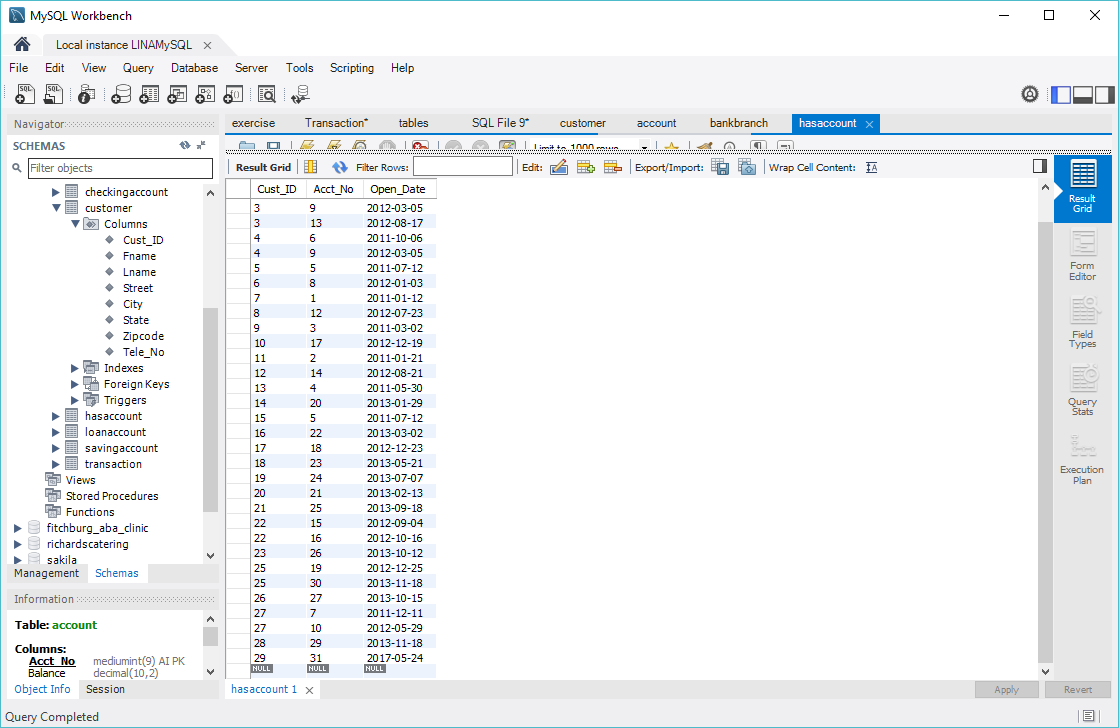 MySQL Workbench
Local instance LINAMySQL
File Edit View Query Database Server Tools Scripting Help
Navigator
SCHEMAS
Filter objects
checkingaccount
customer
Columns
Cust_ID
Fname
Lname
Street
City
State
Zipcode
Tele_No
Indexes
Foreign Keys
Triggers
hasaccount
loanaccount
savingaccount
transaction
Views
Stored Procedures
Functions
fitchburg_aba_clinic
richardscatering
sakila
Management Schemas
Information
Table: account
Columns:
Acct_No mediumint(9) AI PK
Balance decimal(10,2)
Object Info Session
exercise Transaction* tables SQL File 9* customer account bankbranch hasaccount
Limit to 1000 rows
Result Grid Filter Rows: Edit: Export/Import: Wrap Cell Content:
Cust_ID Acct_No Open_Date
3 9 2012-03-05
3 13 2012-08-17
4 6 2011-10-06
4 9 2012-03-05
5 5 2011-07-12
6 8 2012-01-03
7 1 2011-01-12
8 12 2012-07-23
9 3 2011-03-02
10 17 2012-12-19
11 2 2011-01-21
12 14 2012-08-21
13 4 2011-05-30
14 20 2013-01-29
15 5 2011-07-12
16 22 2013-03-02
17 18 2012-12-23
18 23 2013-05-21
19 24 2013-07-07
20 21 2013-02-13
21 25 2013-09-18
22 15 2012-09-04
22 16 2012-10-16
23 26 2013-10-12
25 19 2012-12-25
25 30 2013-11-18
26 27 2013-10-15
27 7 2011-12-11
27 10 2012-05-29
28 29 2013-11-18
29 31 2017-05-24
NULL NULL NULL
Result
Grid
Form
Editor
Field
Types
Query
Stats
Execution
Plan
hasaccount 1
Apply Revert
Query Completed